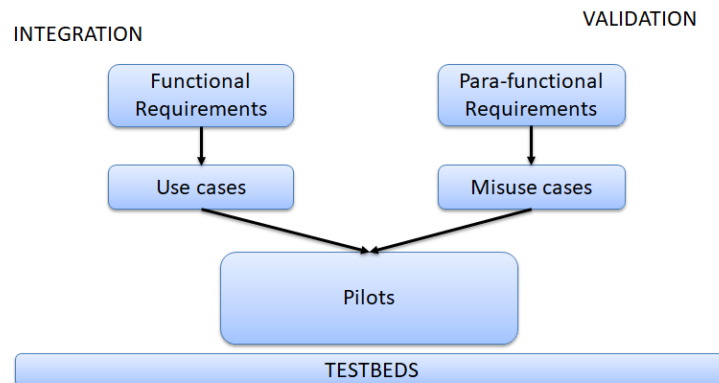 VALIDATION
INTEGRATION
Functional
Requirements
Para-functional
Requirements
Use cases
Misuse cases
Pilots
TESTBEDS